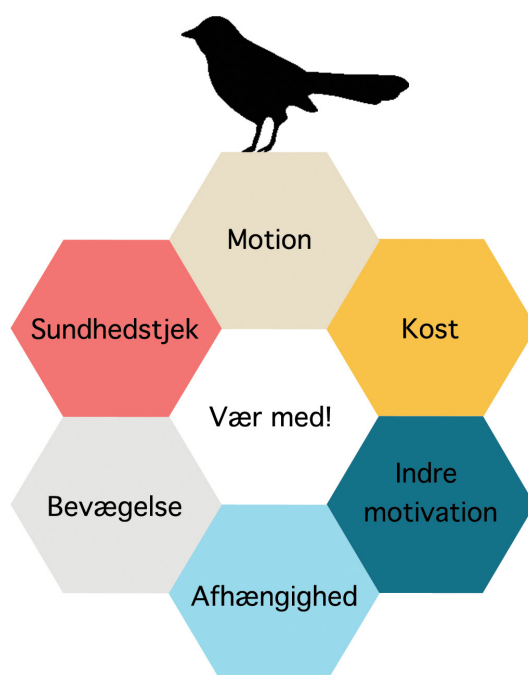 Motion
Sundhedstjek
Kost
Vær med!
Bevægelse
Indre
motivation
Afhængighed